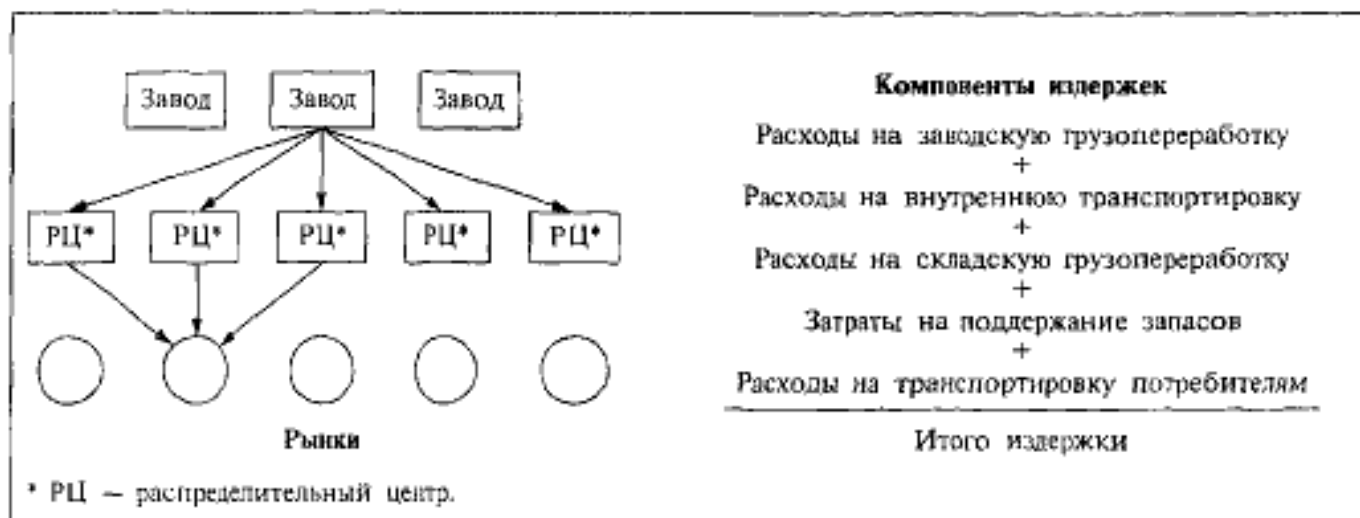 Завод Завод Завод
РЦ* РЦ* РЦ* РЦ* РЦ*
Рынки
* РЦ — распределительный центр.
Компоненты издержек
Расходы на заводскую грузопереработку
+
Расходы на внутреннюю транспортировку
+
Расходы на складскую грузопереработку
+
Затраты на поддержание запасов
+
Расходы на транспортировку потребителям
Итого издержки